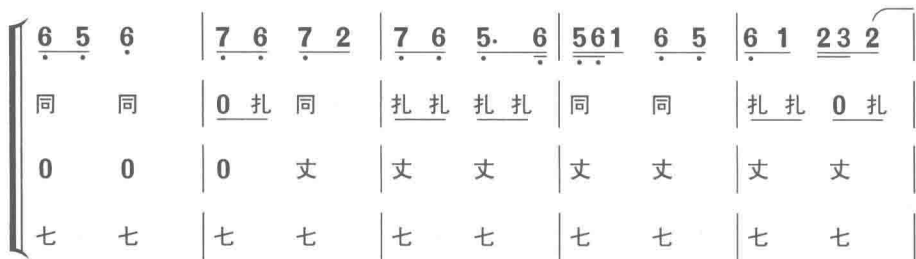 6 5 6 | 7 6 7 2 | 7 6 5· 6 | 561 6 5 | 6 1 23 2 |
同 同 | 0 扎 同 | 扎 扎 扎 扎 | 同 同 | 扎 扎 0 扎 |
0 0 | 0 丈 | 丈 丈 | 丈 丈 | 丈 丈 |
七 七 | 七 七 | 七 七 | 七 七 | 七 七 |